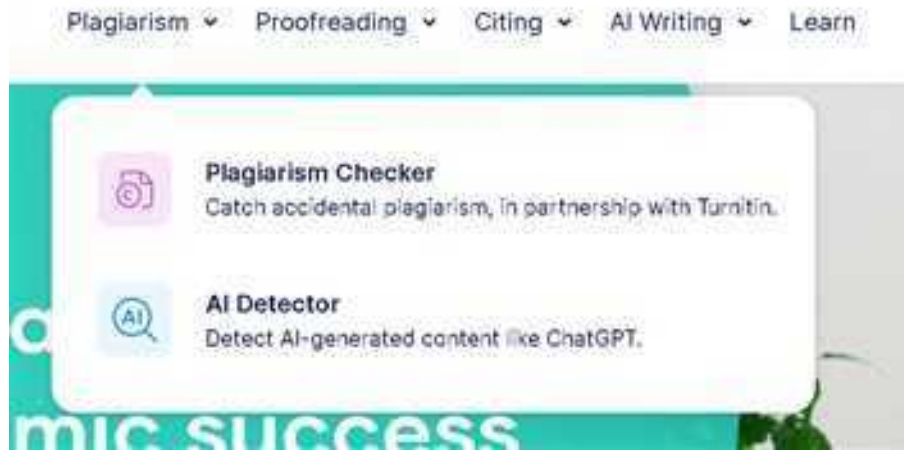 Plagiarism Proofreading Citing AI Writing Learn
Plagiarism Checker
Catch accidental plagiarism, in partnership with Turnitin.
AI
AI Detector
Detect AI-generated content like ChatGPT.
mic success